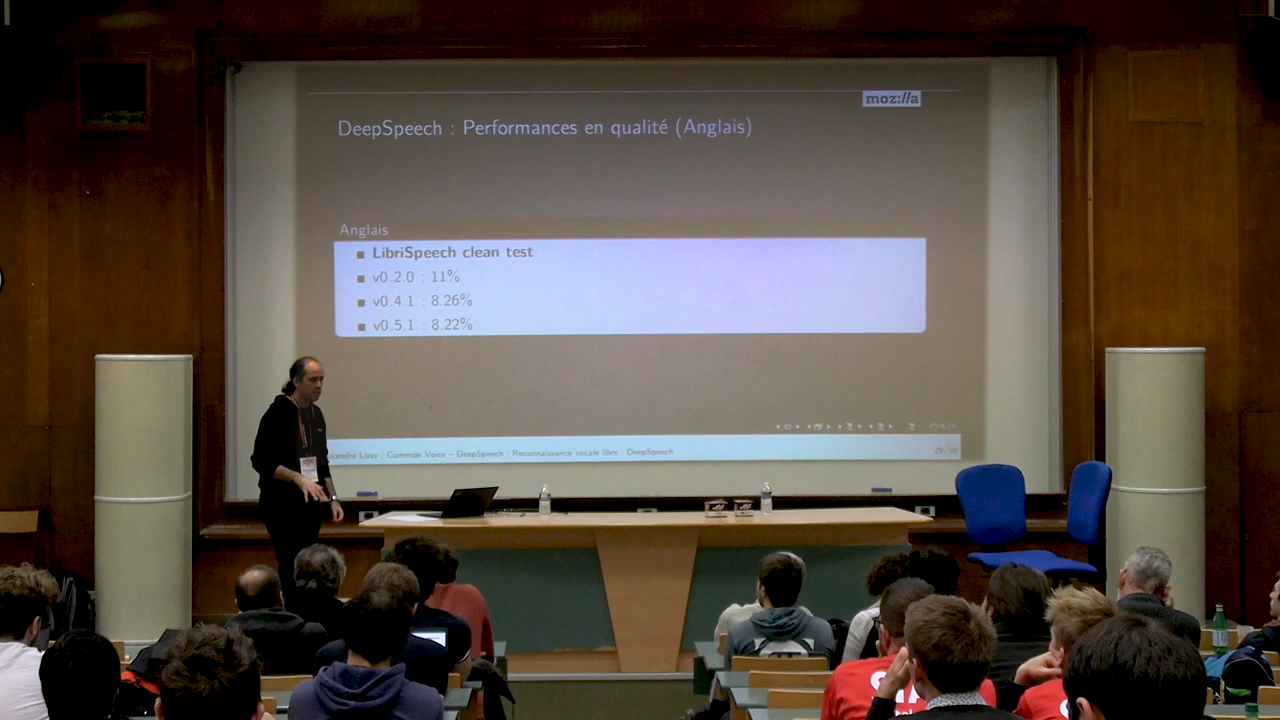 moz://a
DeepSpeech : Performances en qualité (Anglais)
Anglais
LibriSpeech clean test
v0.2.0 : 11%
v0.4.1 : 8.26%
v0.5.1 : 8.22%
Common Voice – DeepSpeech | Reconnaissance vocale libre : DeepSpeech